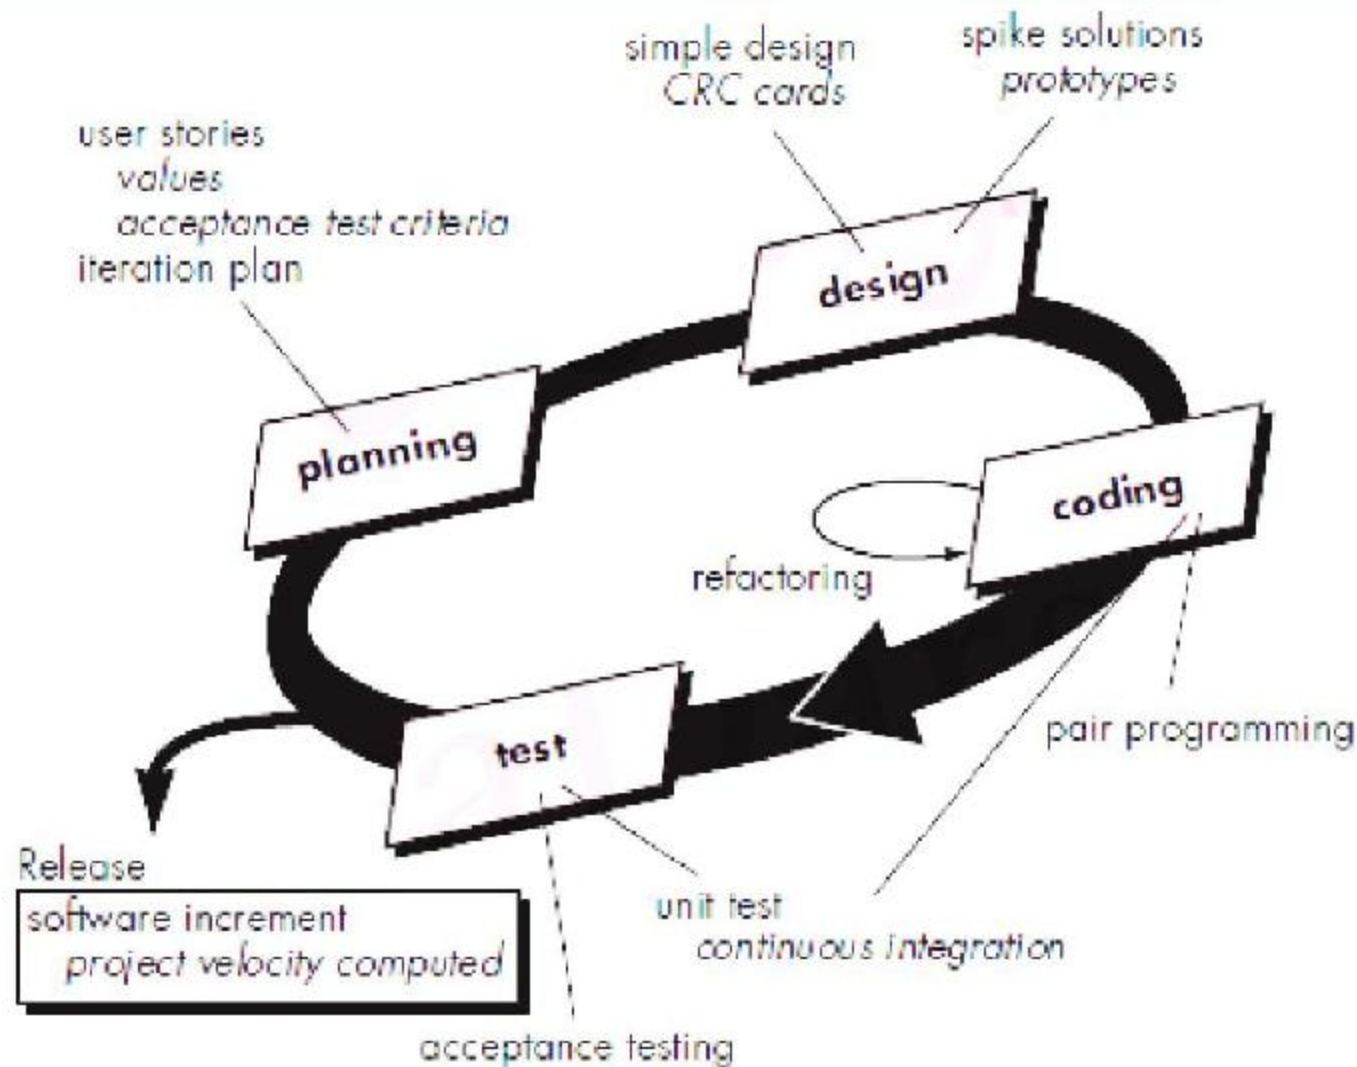 simple design
CRC cards
spike solutions
prototypes
user stories
values
acceptance test criteria
iteration plan
design
planning
coding
refactoring
test
pair programming
Release
software increment
project velocity computed
unit test
continuous integration
acceptance testing